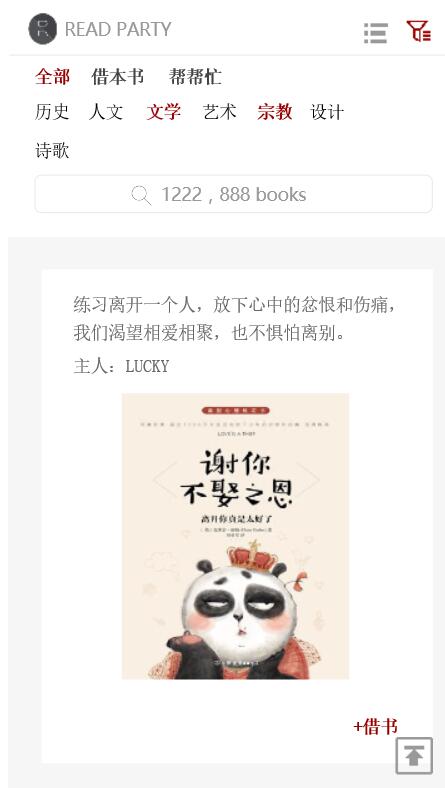 READ PARTY
全部 借本书 帮帮忙
历史 人文 文学 艺术 宗教 设计
诗歌
1222 , 888 books
练习离开一个人，放下心中的忿恨和伤痛，
我们渴望相爱相聚，也不惧怕离别。
主人：LUCKY
谢你
不娶之恩
离开你真是太好了
+借书